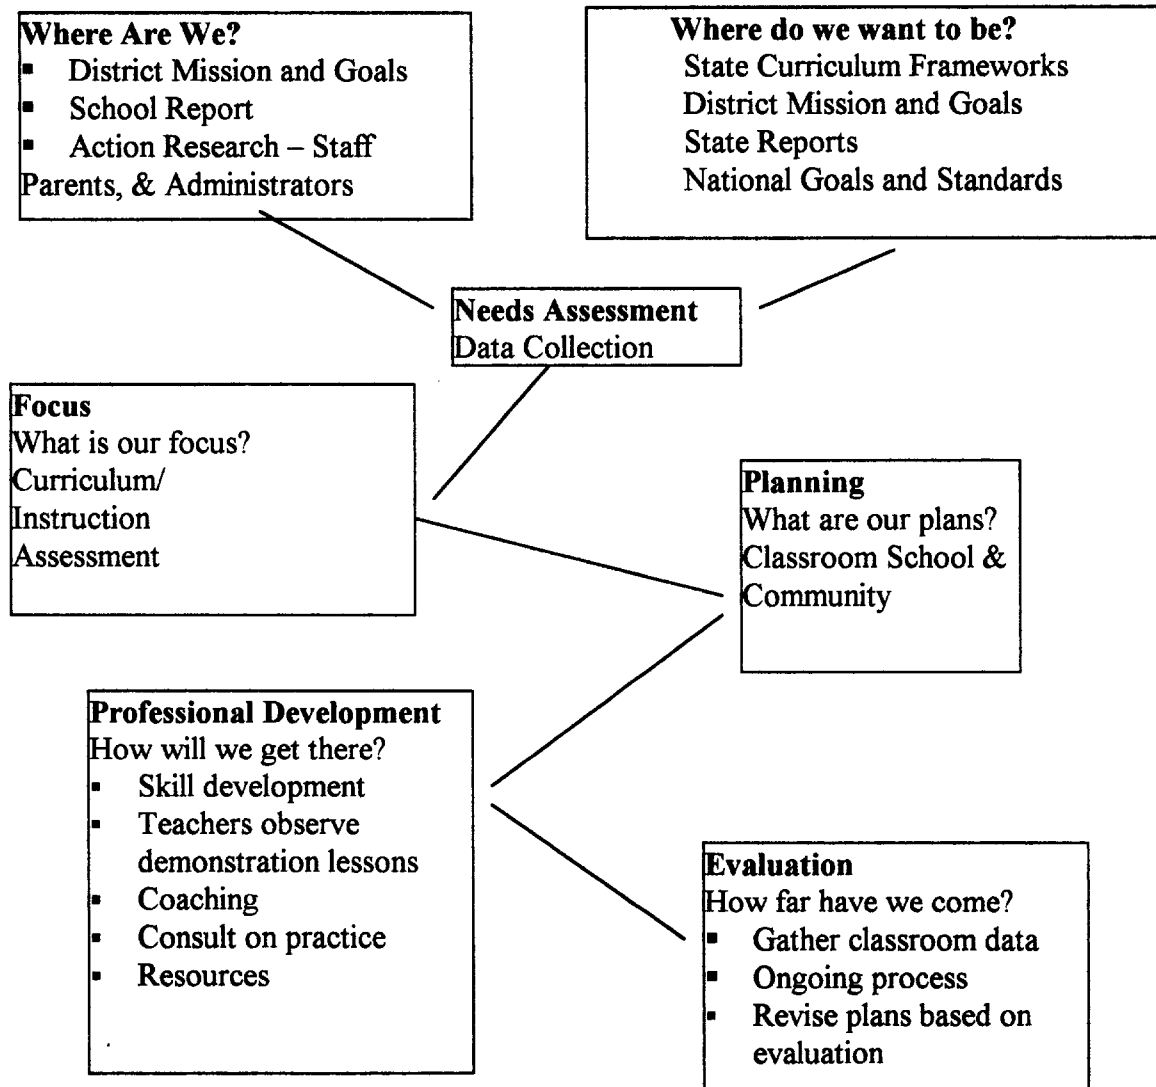 Where Are We?
▪ District Mission and Goals
▪ School Report
▪ Action Research – Staff
Parents, & Administrators
Where do we want to be?
State Curriculum Frameworks
District Mission and Goals
State Reports
National Goals and Standards
Needs Assessment
Data Collection
Focus
What is our focus?
Curriculum/
Instruction
Assessment
Planning
What are our plans?
Classroom School &
Community
Professional Development
How will we get there?
▪ Skill development
▪ Teachers observe
demonstration lessons
▪ Coaching
▪ Consult on practice
▪ Resources
Evaluation
How far have we come?
▪ Gather classroom data
▪ Ongoing process
▪ Revise plans based on
evaluation